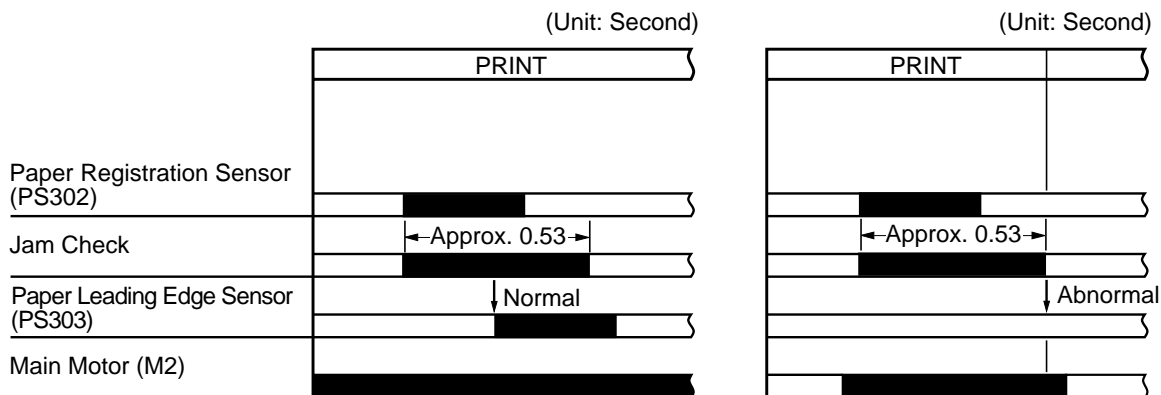 (Unit: Second)
(Unit: Second)
PRINT
PRINT
Paper Registration Sensor
(PS302)
Approx. 0.53
Approx. 0.53
Jam Check
Paper Leading Edge Sensor
(PS303)
Normal
Abnormal
Main Motor (M2)